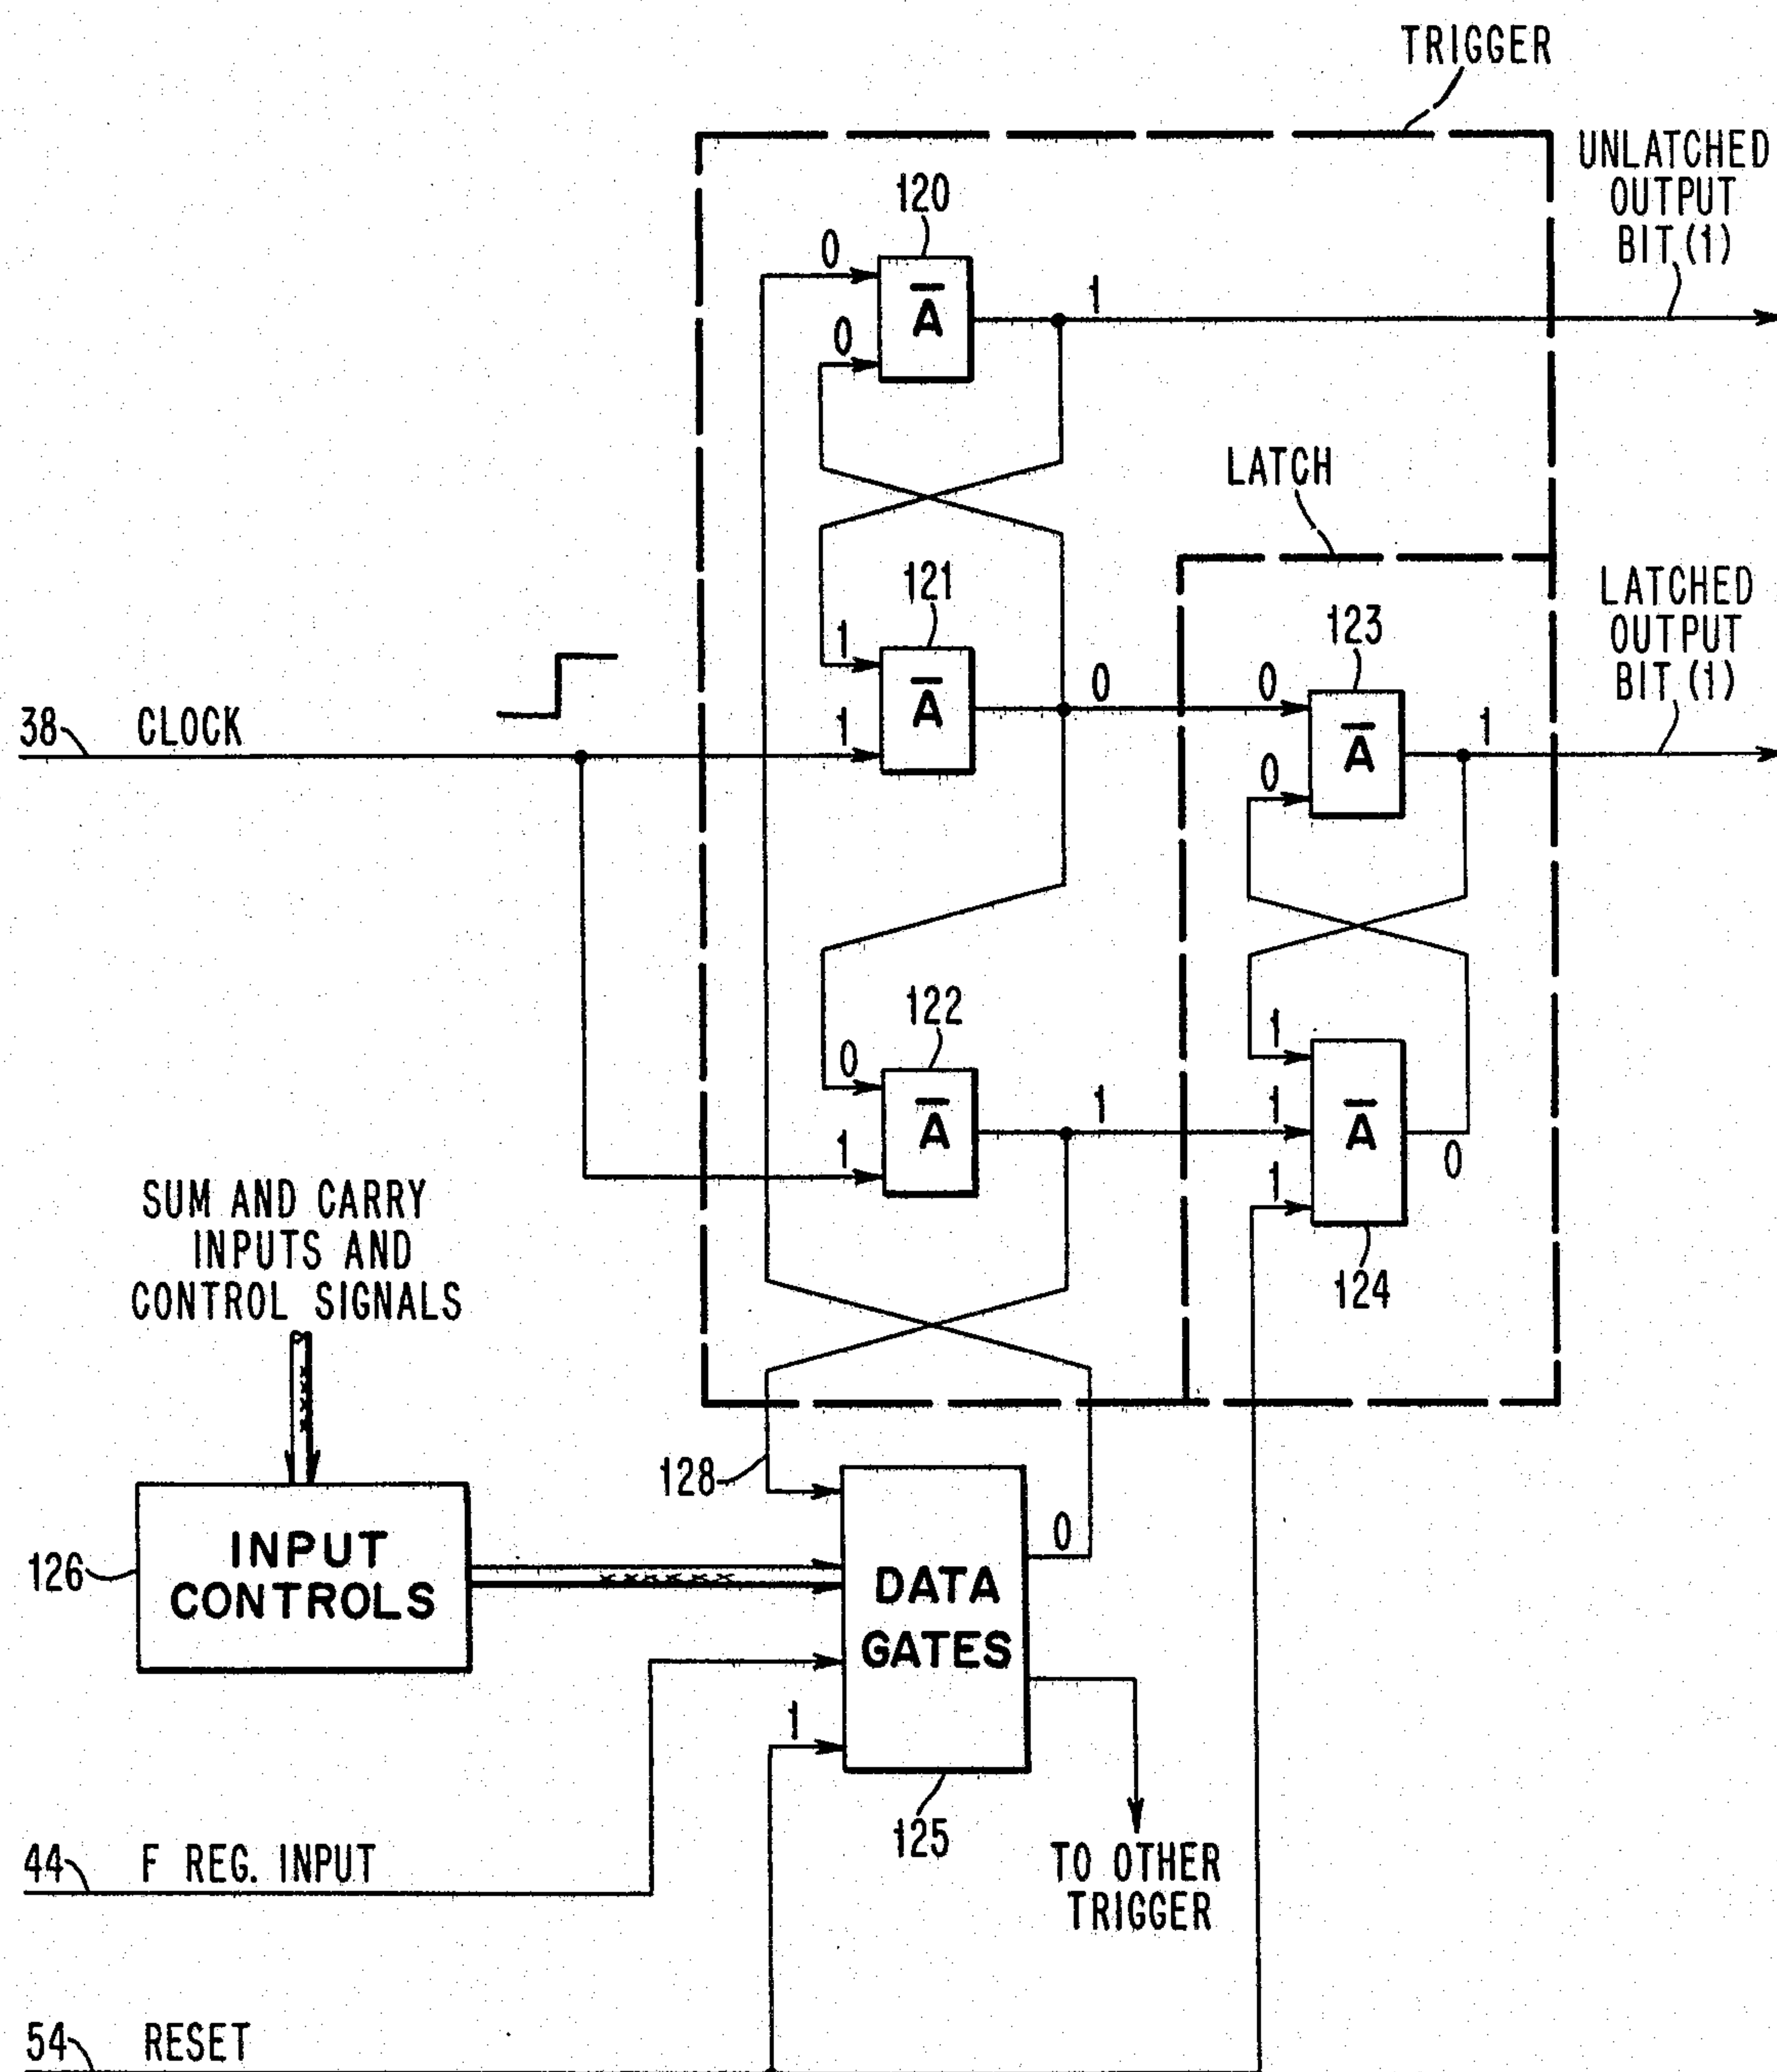 TRIGGER
UNLATCHED
OUTPUT
BIT (1)
120
0
0
Ā
1
LATCH
LATCHED
OUTPUT
BIT (1)
121
123
1
1
Ā
0
0
0
Ā
1
38 CLOCK
122
0
1
Ā
1
1
1
1
Ā
0
124
SUM AND CARRY
INPUTS AND
CONTROL SIGNALS
128
126
INPUT
CONTROLS
DATA
GATES
0
1
125
TO OTHER
TRIGGER
44 F REG. INPUT
54 RESET